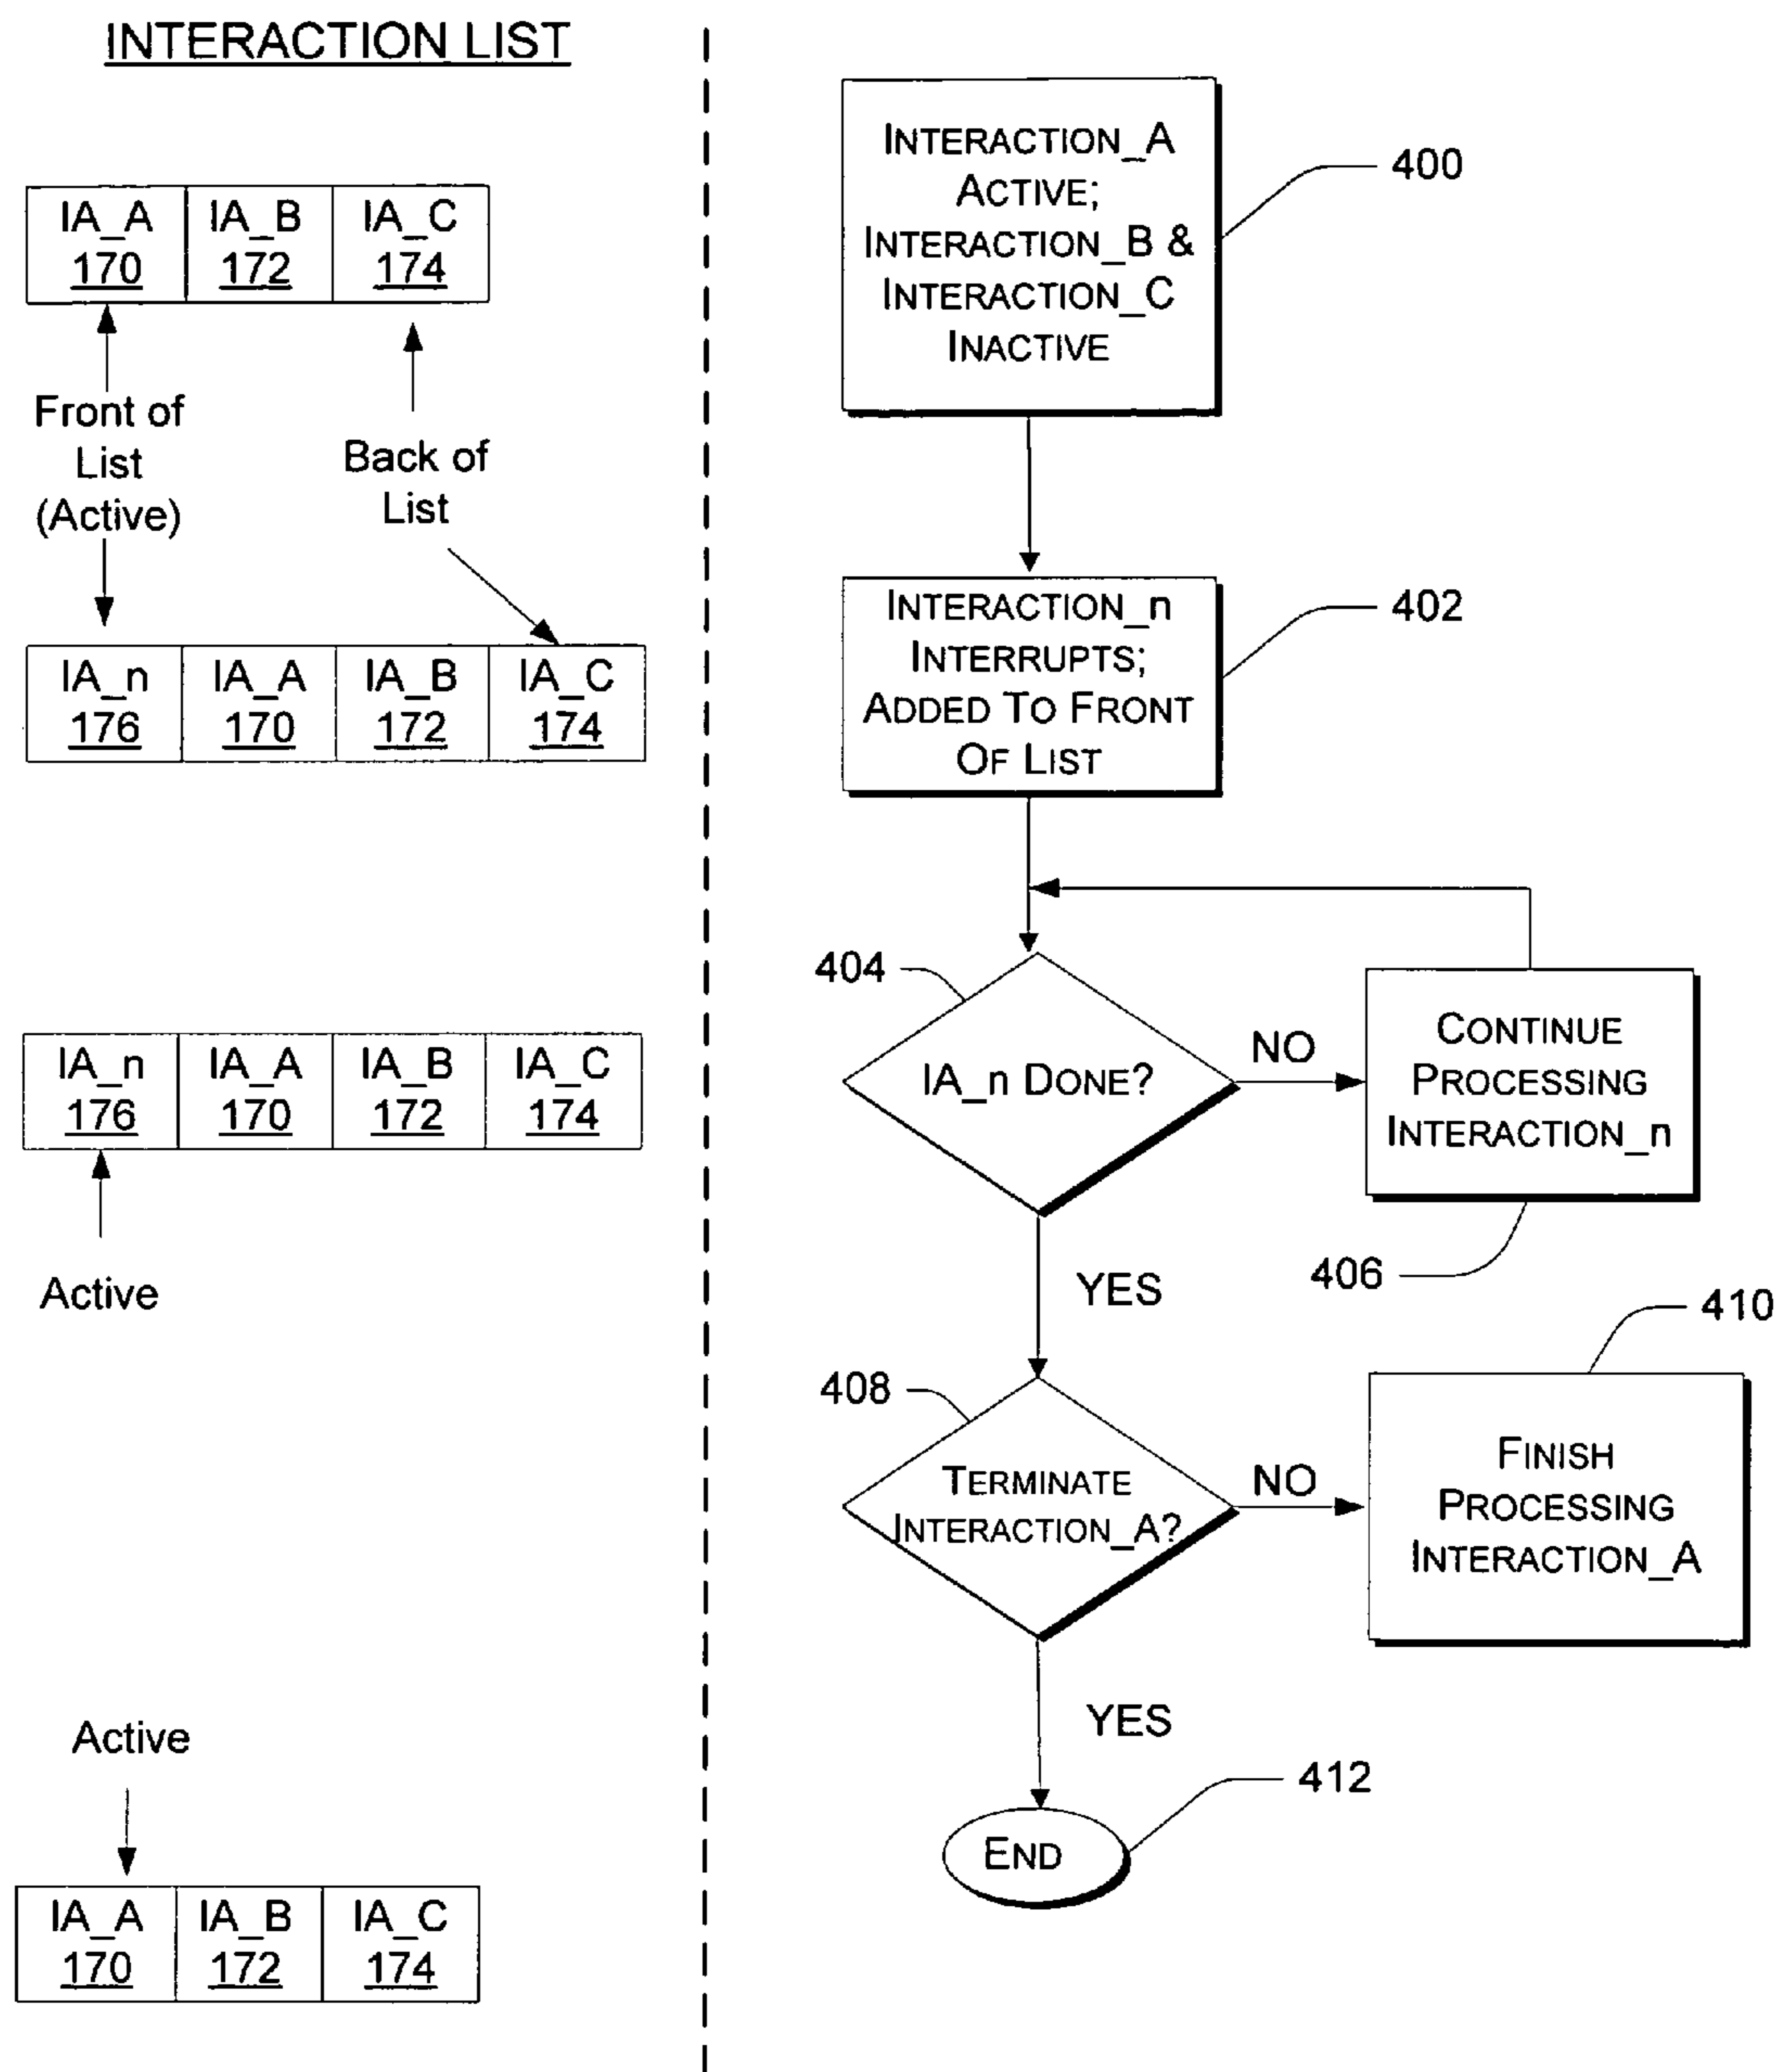 INTERACTION LIST
IA_A
170
IA_B
172
IA_C
174
Front of
List
(Active)
Back of
List
IA_n
176
IA_A
170
IA_B
172
IA_C
174
IA_n
176
IA_A
170
IA_B
172
IA_C
174
Active
Active
IA_A
170
IA_B
172
IA_C
174
INTERACTION_A
ACTIVE;
INTERACTION_B &
INTERACTION_C
INACTIVE
400
INTERACTION_n
INTERRUPTS;
ADDED TO FRONT
OF LIST
402
404
IA_n DONE?
NO
CONTINUE
PROCESSING
INTERACTION_n
406
YES
408
TERMINATE
INTERACTION_A?
NO
410
FINISH
PROCESSING
INTERACTION_A
YES
412
END